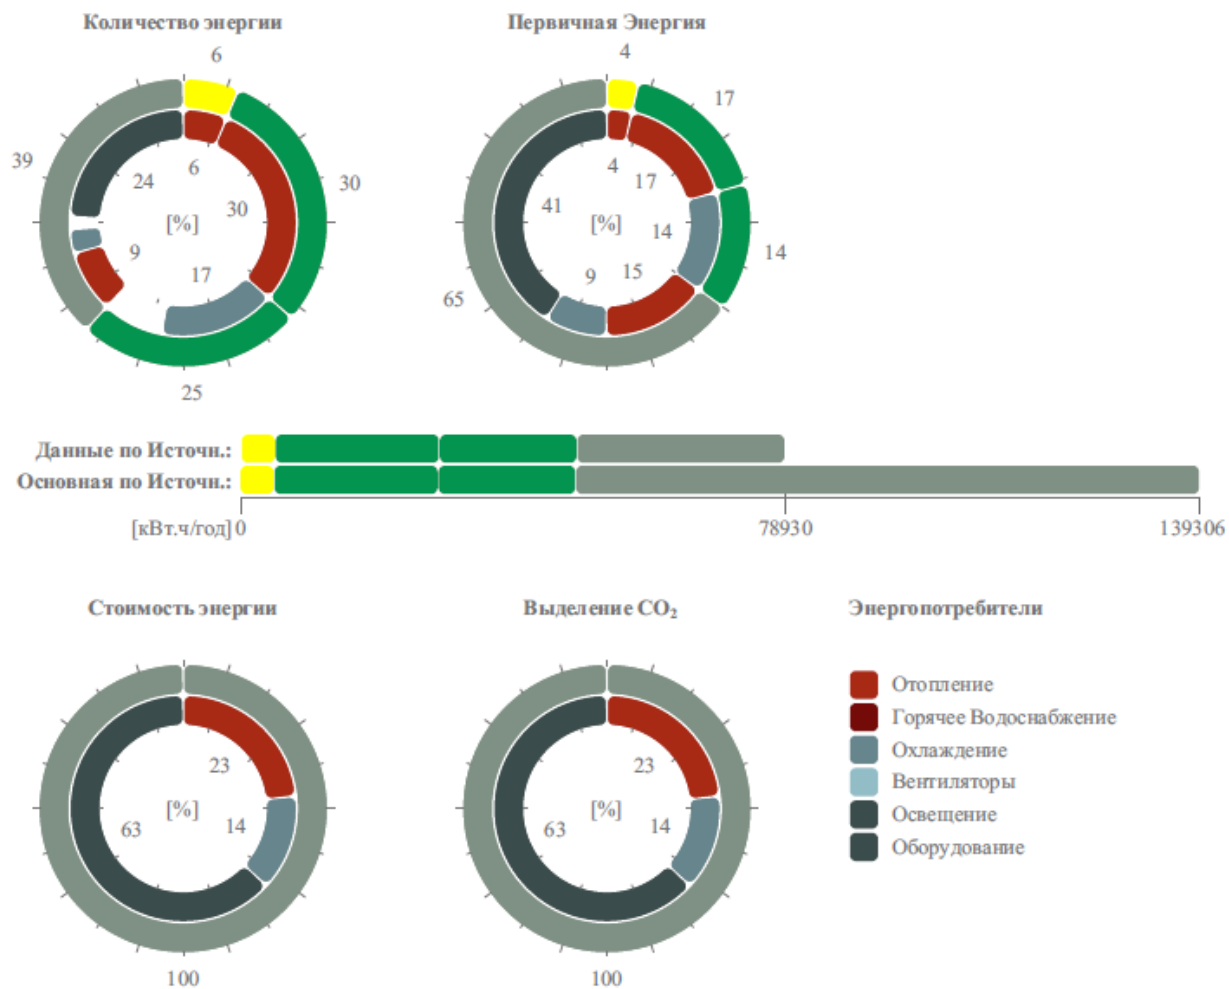 Количество энергии
Первичная Энергия
6
39
30
25
6
24
30
[%]
9
17
4
17
14
65
4
17
41
[%]
14
9
15
Данные по Источн.:
Основная по Источн.:
[кВт.ч/год] 0
78930
139306
Стоимость энергии
Выделение CO₂
Энергопотребители
23
[%]
63
14
100
23
[%]
63
14
100
Отопление
Горячее Водоснабжение
Охлаждение
Вентиляторы
Освещение
Оборудование